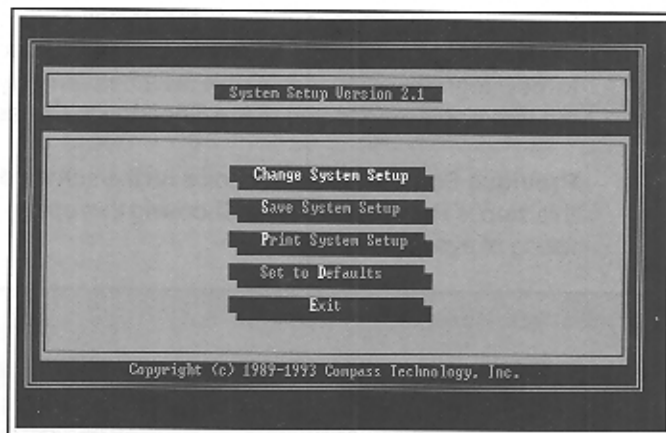 System Setup Version 2.1
Change System Setup
Save System Setup
Print System Setup
Set to Defaults
Exit
Copyright (c) 1989-1993 Compass Technology, Inc.